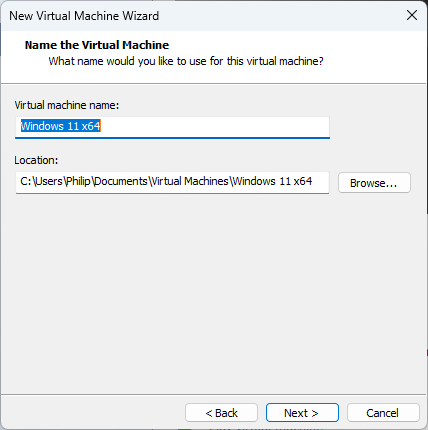 New Virtual Machine Wizard
Name the Virtual Machine
What name would you like to use for this virtual machine?
Virtual machine name:
Windows 11 x64
Location:
C:\Users\Philip\Documents\Virtual Machines\Windows 11 x64
Browse...
< Back
Next >
Cancel